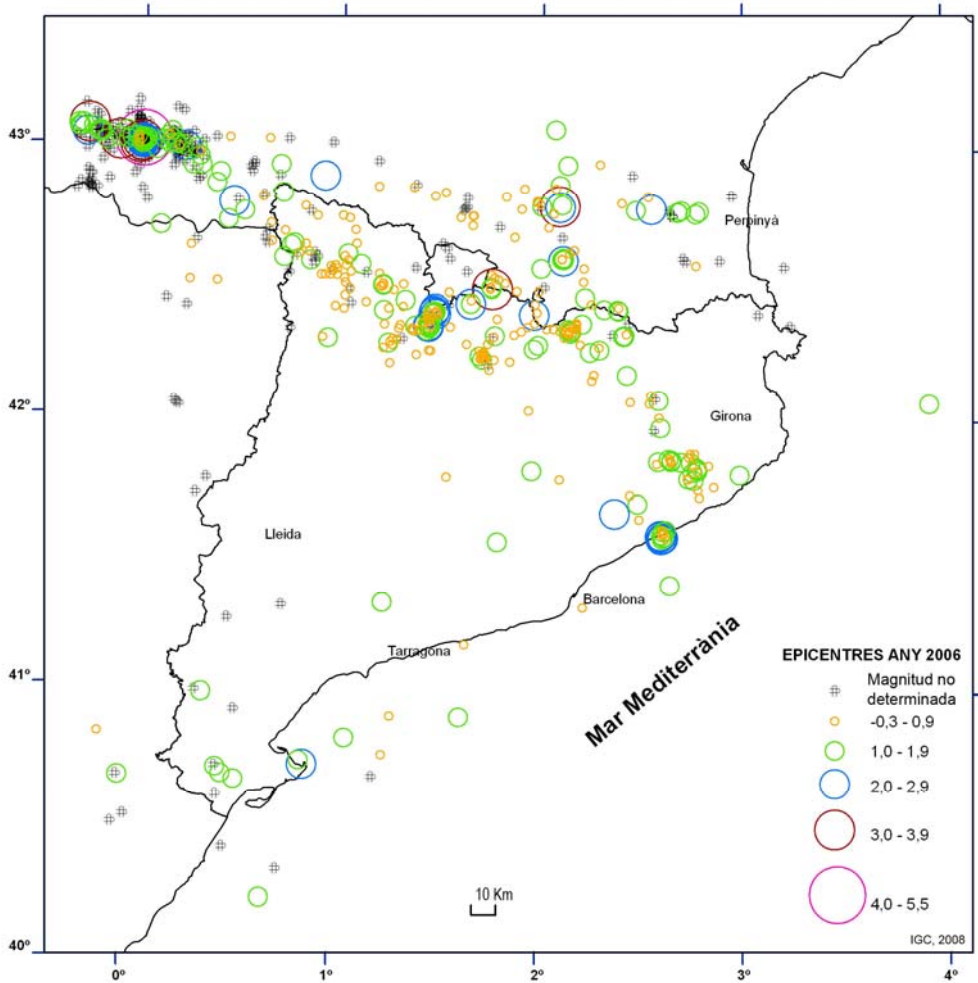 43º
Perpinyà
42º
Girona
Lleida
Barcelona
Tarragona
41º
Mar Mediterrània
EPICENTRES ANY 2006
Magnitud no
determinada
-0,3 - 0,9
1,0 - 1,9
2,0 - 2,9
3,0 - 3,9
4,0 - 5,5
10 Km
IGC, 2008
40º
0º
1º
2º
3º
4º